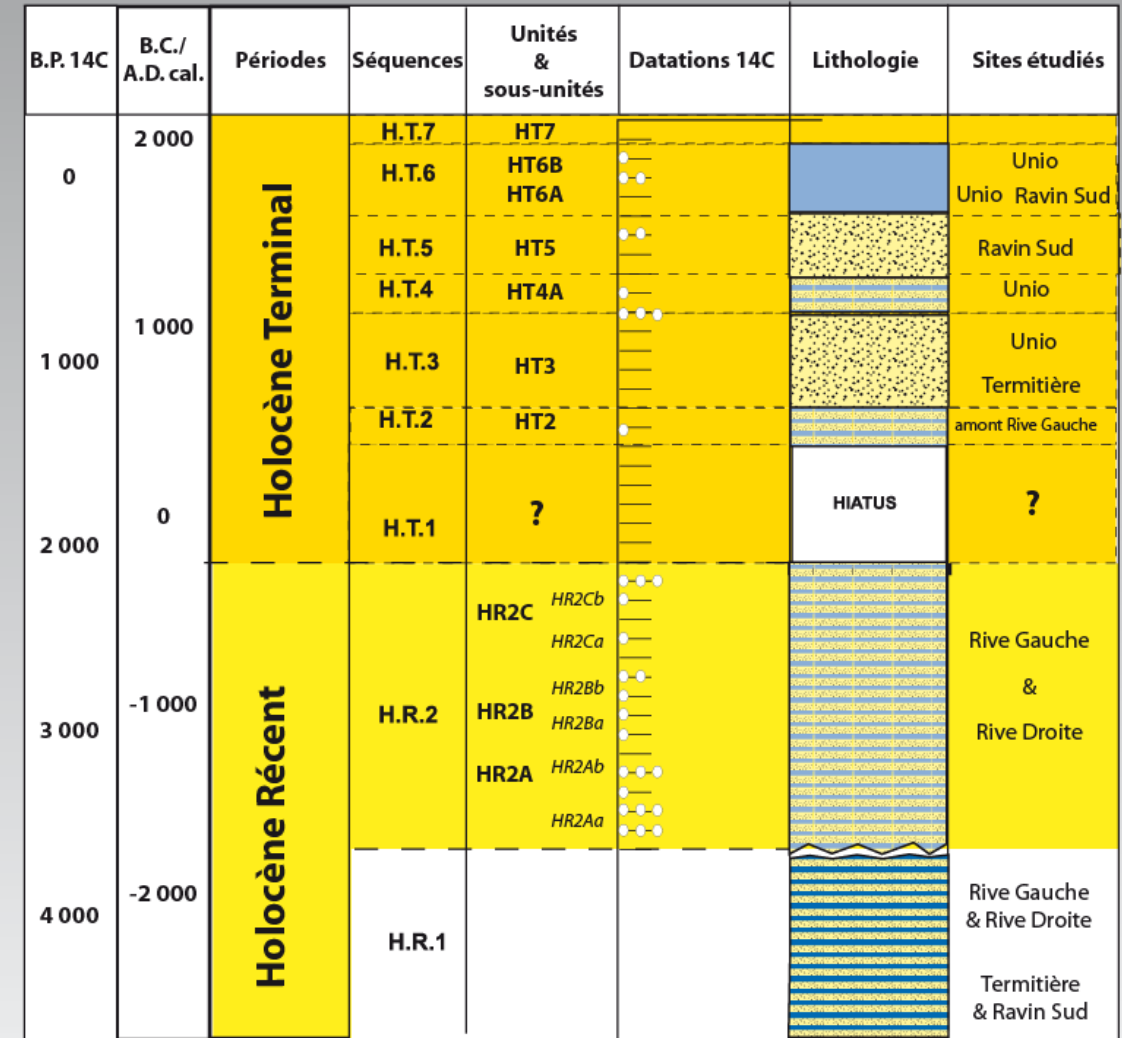 B.P. 14C
B.C./
A.D. cal.
Périodes
Séquences
Unités
&
sous-unités
Datations 14C
Lithologie
Sites étudiés
0
1 000
2 000
3 000
4 000
2 000
1 000
0
-1 000
-2 000
Holocène Terminal
Holocène Récent
H.T.7
H.T.6
H.T.5
H.T.4
H.T.3
H.T.2
H.T.1
H.R.2
H.R.1
HT7
HT6B
HT6A
HT5
HT4A
HT3
HT2
?
HR2C
HR2Cb
HR2Ca
HR2B
HR2Bb
HR2Ba
HR2A
HR2Ab
HR2Aa
HIATUS
Unio
Unio Ravin Sud
Ravin Sud
Unio
Unio
Termitière
amont Rive Gauche
?
Rive Gauche
&
Rive Droite
Rive Gauche
& Rive Droite
Termitière
& Ravin Sud